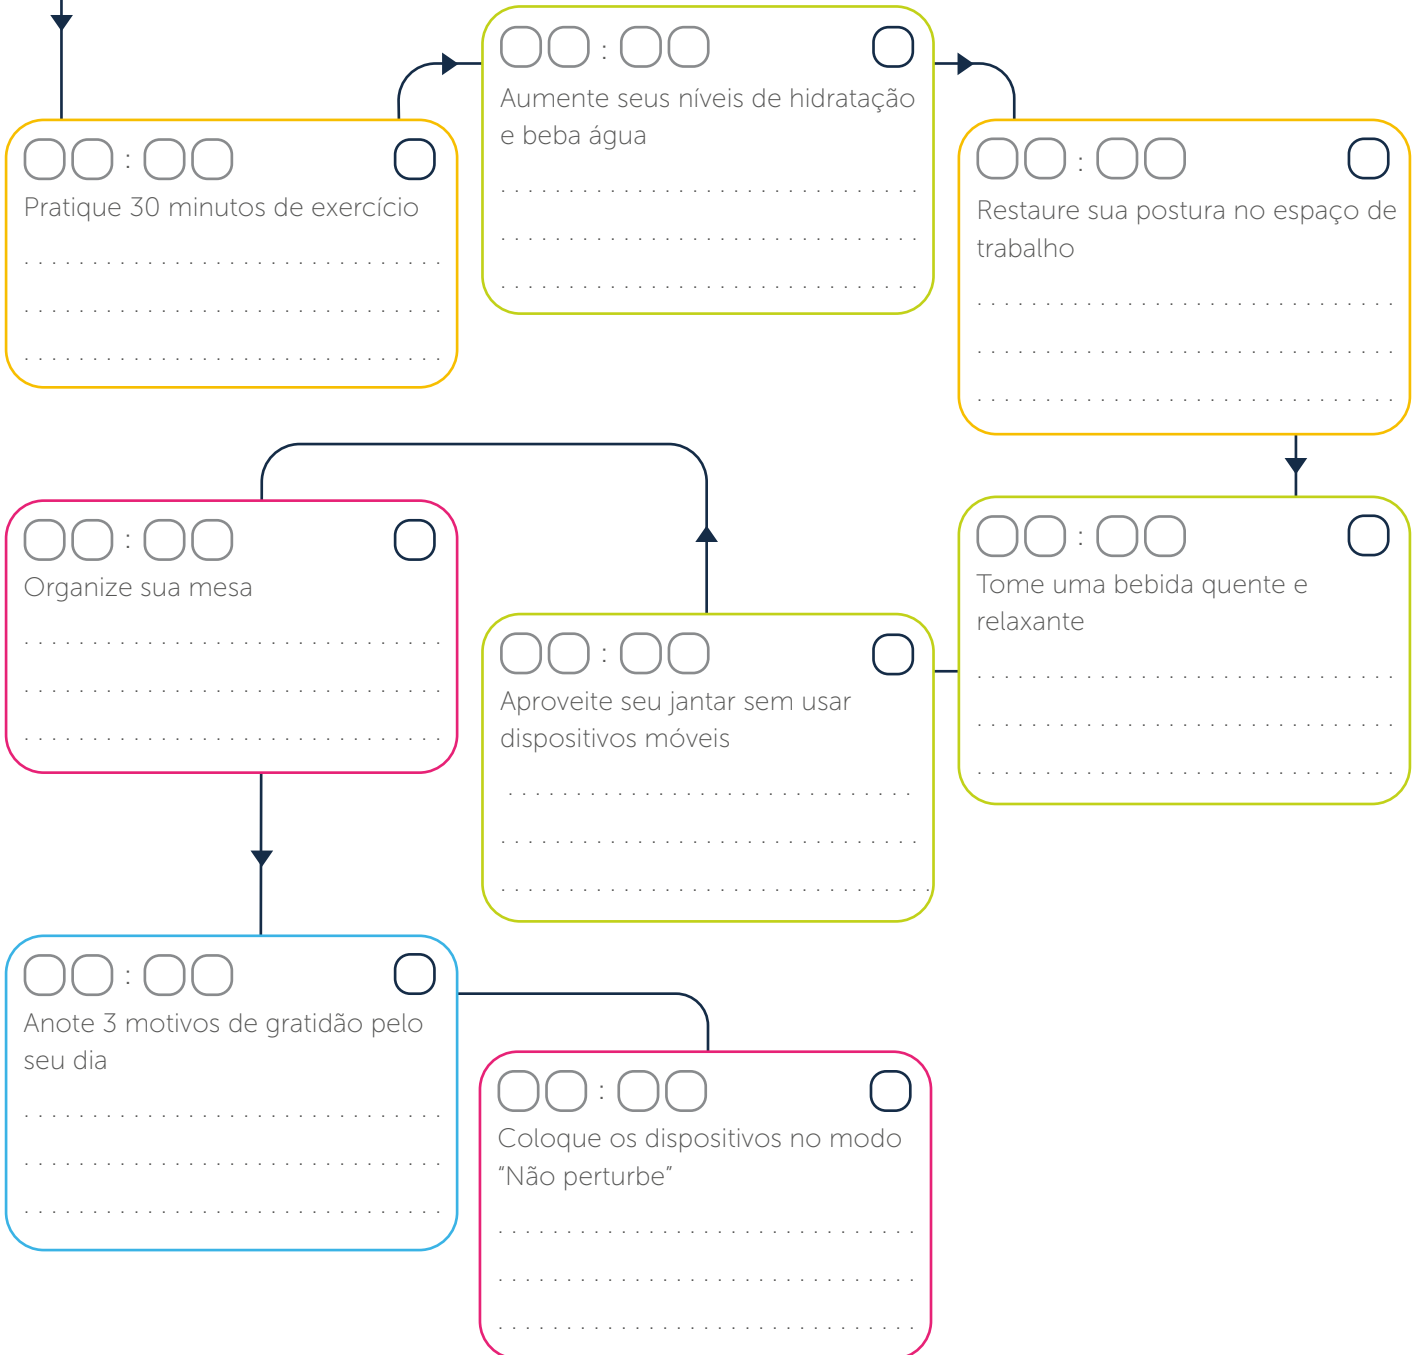 Pratique 30 minutos de exercício
Aumente seus níveis de hidratação
e beba água
Restaure sua postura no espaço de
trabalho
Tome uma bebida quente e
relaxante
Aproveite seu jantar sem usar
dispositivos móveis
Organize sua mesa
Anote 3 motivos de gratidão pelo
seu dia
Coloque os dispositivos no modo
“Não perturbe”